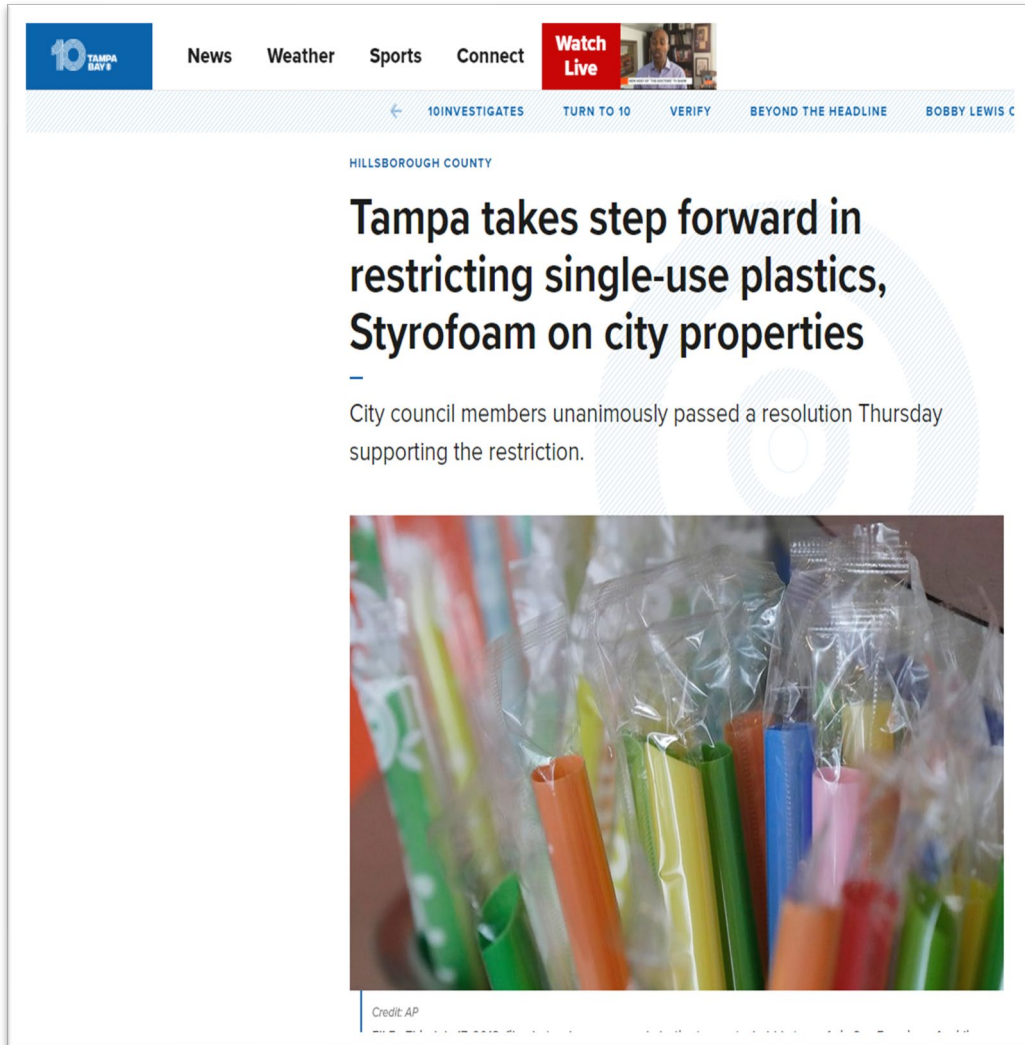 10 TAMPA
BAY
News Weather Sports Connect Watch
Live
10INVESTIGATES TURN TO 10 VERIFY BEYOND THE HEADLINE BOBBY LEWIS
HILLSBOROUGH COUNTY
Tampa takes step forward in
restricting single-use plastics,
Styrofoam on city properties
City council members unanimously passed a resolution Thursday
supporting the restriction.
Credit: AP